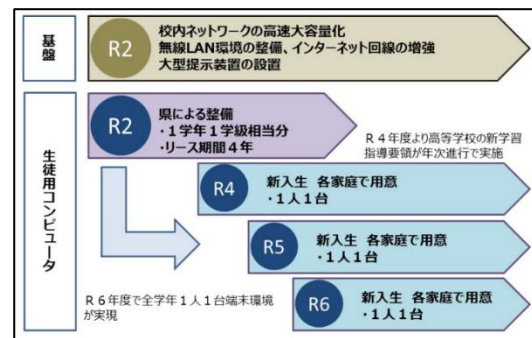 基盤
R2
校内ネットワークの高速大容量化
無線LAN環境の整備、インターネット回線の増強
大型提示装置の設置
生徒用コンピュータ
R2
県による整備
・1学年1学級相当分
・リース期間4年
R4年度より高等学校の新学習
指導要領が年次進行で実施
R4
新入生 各家庭で用意
・1人1台
R5
新入生 各家庭で用意
・1人1台
R6年度で全学年1人1台端末環境
が実現
R6
新入生 各家庭で用意
・1人1台